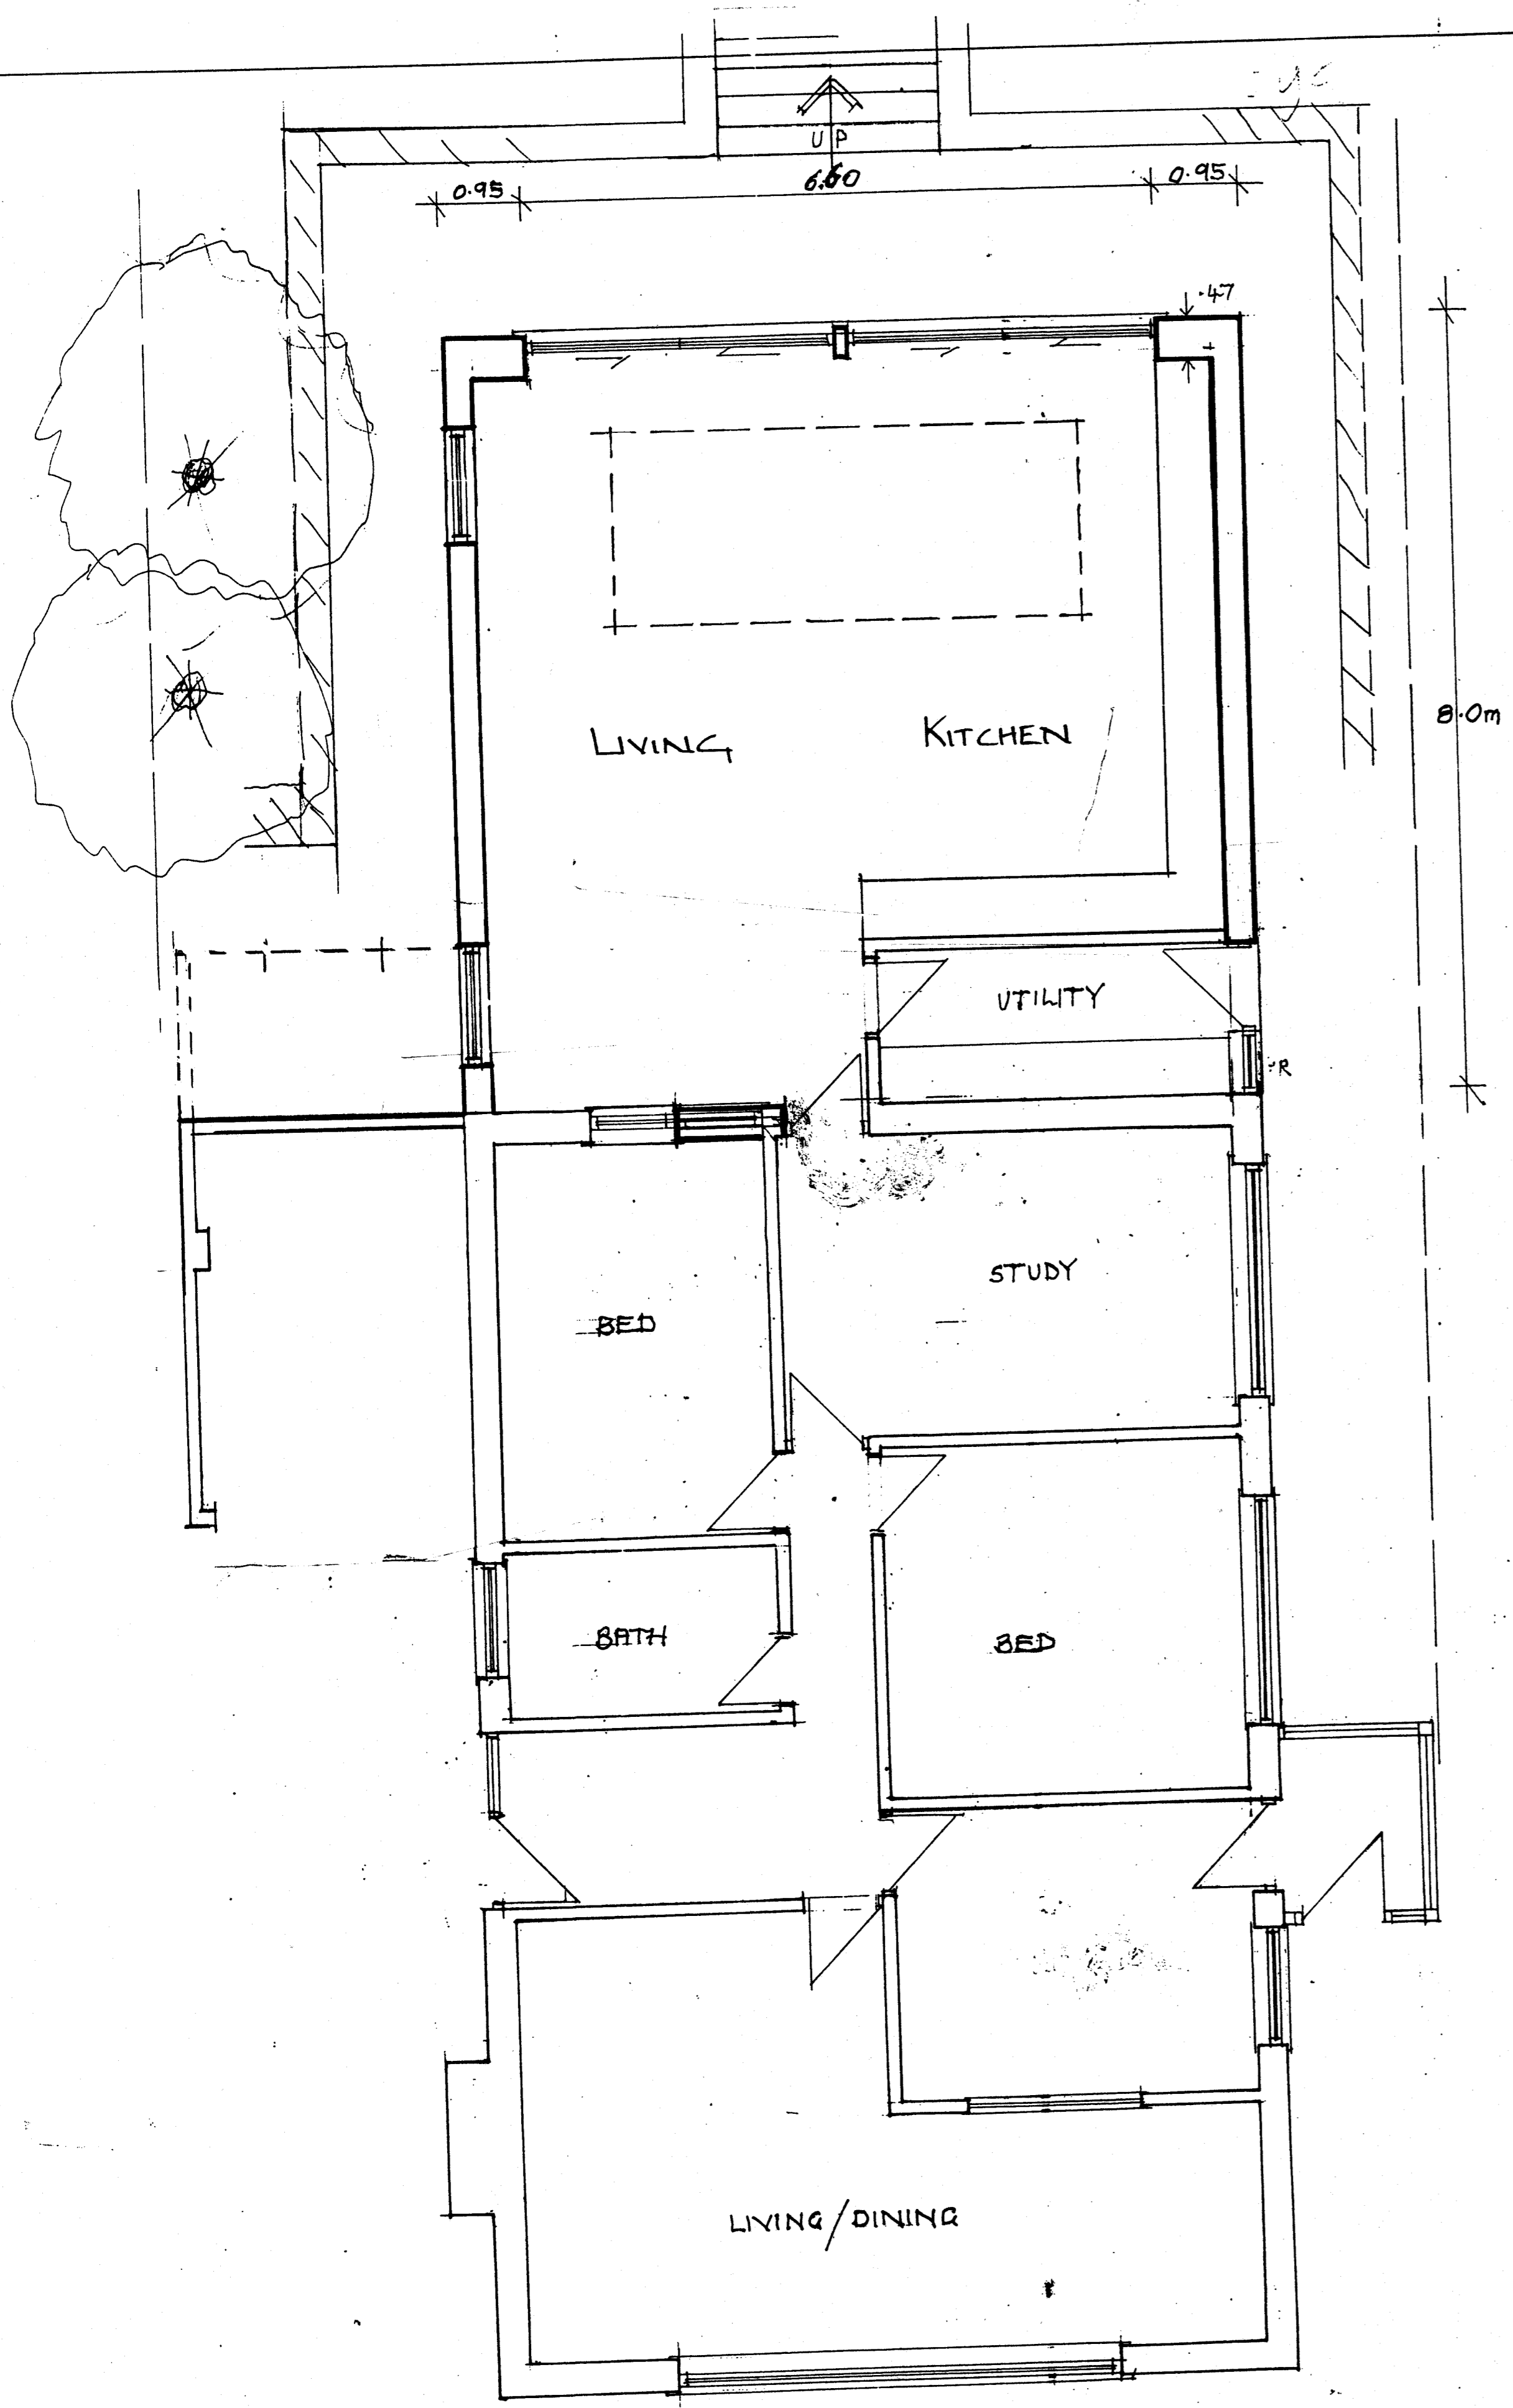 UP
0.95 6.60 0.95
.47
8.0m
LIVING KITCHEN
UTILITY
STUDY
BED
BATH
BED
LIVING/DINING